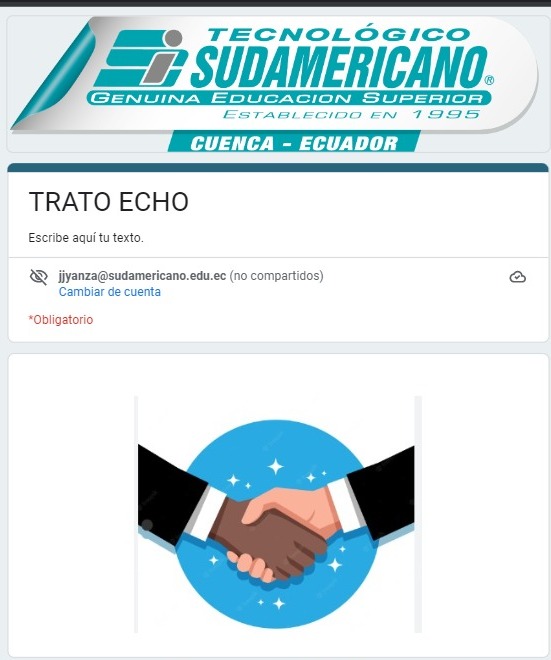 TECNOLÓGICO
SUDAMERICANO®
GENUINA EDUCACION SUPERIOR
ESTABLECIDO EN 1995
CUENCA - ECUADOR
TRATO ECHO
Escribe aquí tu texto.
jjyanza@sudamericano.edu.ec (no compartidos)
Cambiar de cuenta
*Obligatorio